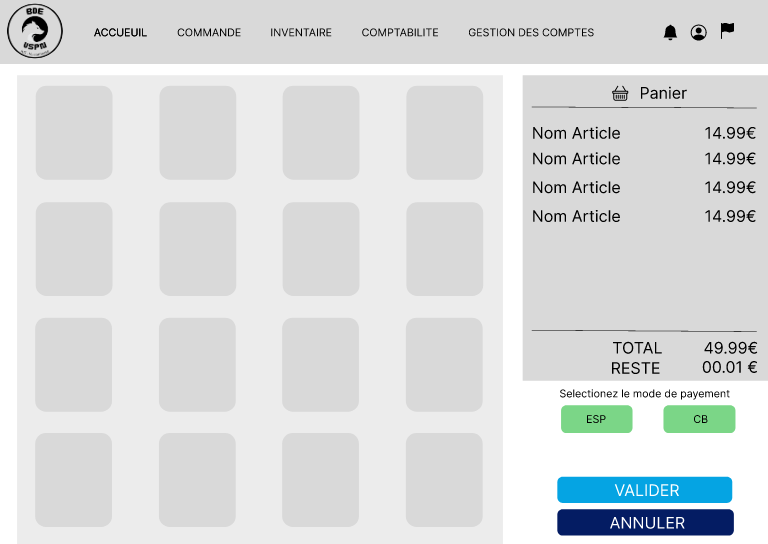 BDE
USPN
ACCUEUIL COMMANDE INVENTAIRE COMPTABILITE GESTION DES COMPTES
Panier
Nom Article 14.99€
Nom Article 14.99€
Nom Article 14.99€
Nom Article 14.99€
TOTAL 49.99€
RESTE 00.01 €
Selectionez le mode de payement
ESP CB
VALIDER
ANNULER